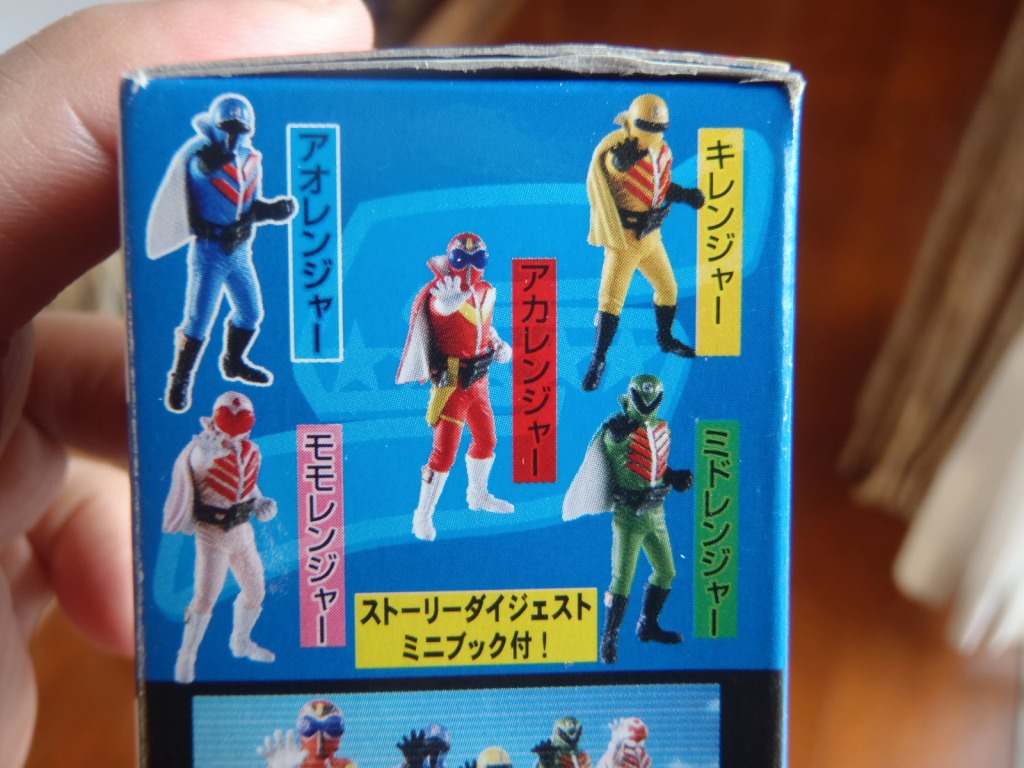 アオレンジャー
キレンジャー
アカレンジャー
モモレンジャー
ミドレンジャー
ストーリーダイジェスト
ミニブック付！